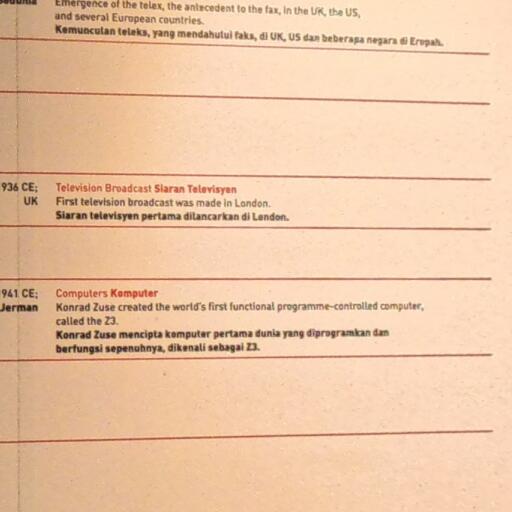 Emergence of the telex, the antecedent to the fax, in the UK, the US,
and several European countries.
Kemunculan teleks, yang mendahului faks, di UK, US dan beberapa negara di Eropah.
936 CE; Television Broadcast Siaran Televisyen
UK First television broadcast was made in London.
Siaran televisyen pertama dilancarkan di London.
941 CE; Computers Komputer
Jerman Konrad Zuse created the world's first functional programme-controlled computer,
called the Z3.
Konrad Zuse mencipta komputer pertama dunia yang diprogramkan dan
berfungsi sepenuhnya, dikenali sebagai Z3.